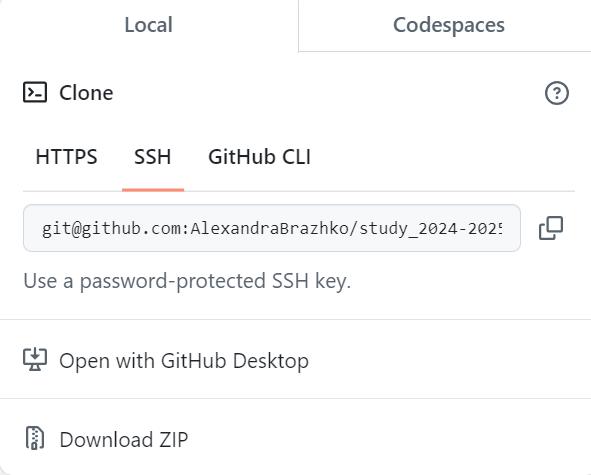 Local Codespaces
Clone
HTTPS SSH GitHub CLI
git@github.com:AlexandraBrazhko/study_2024-2025
Use a password-protected SSH key.
Open with GitHub Desktop
Download ZIP